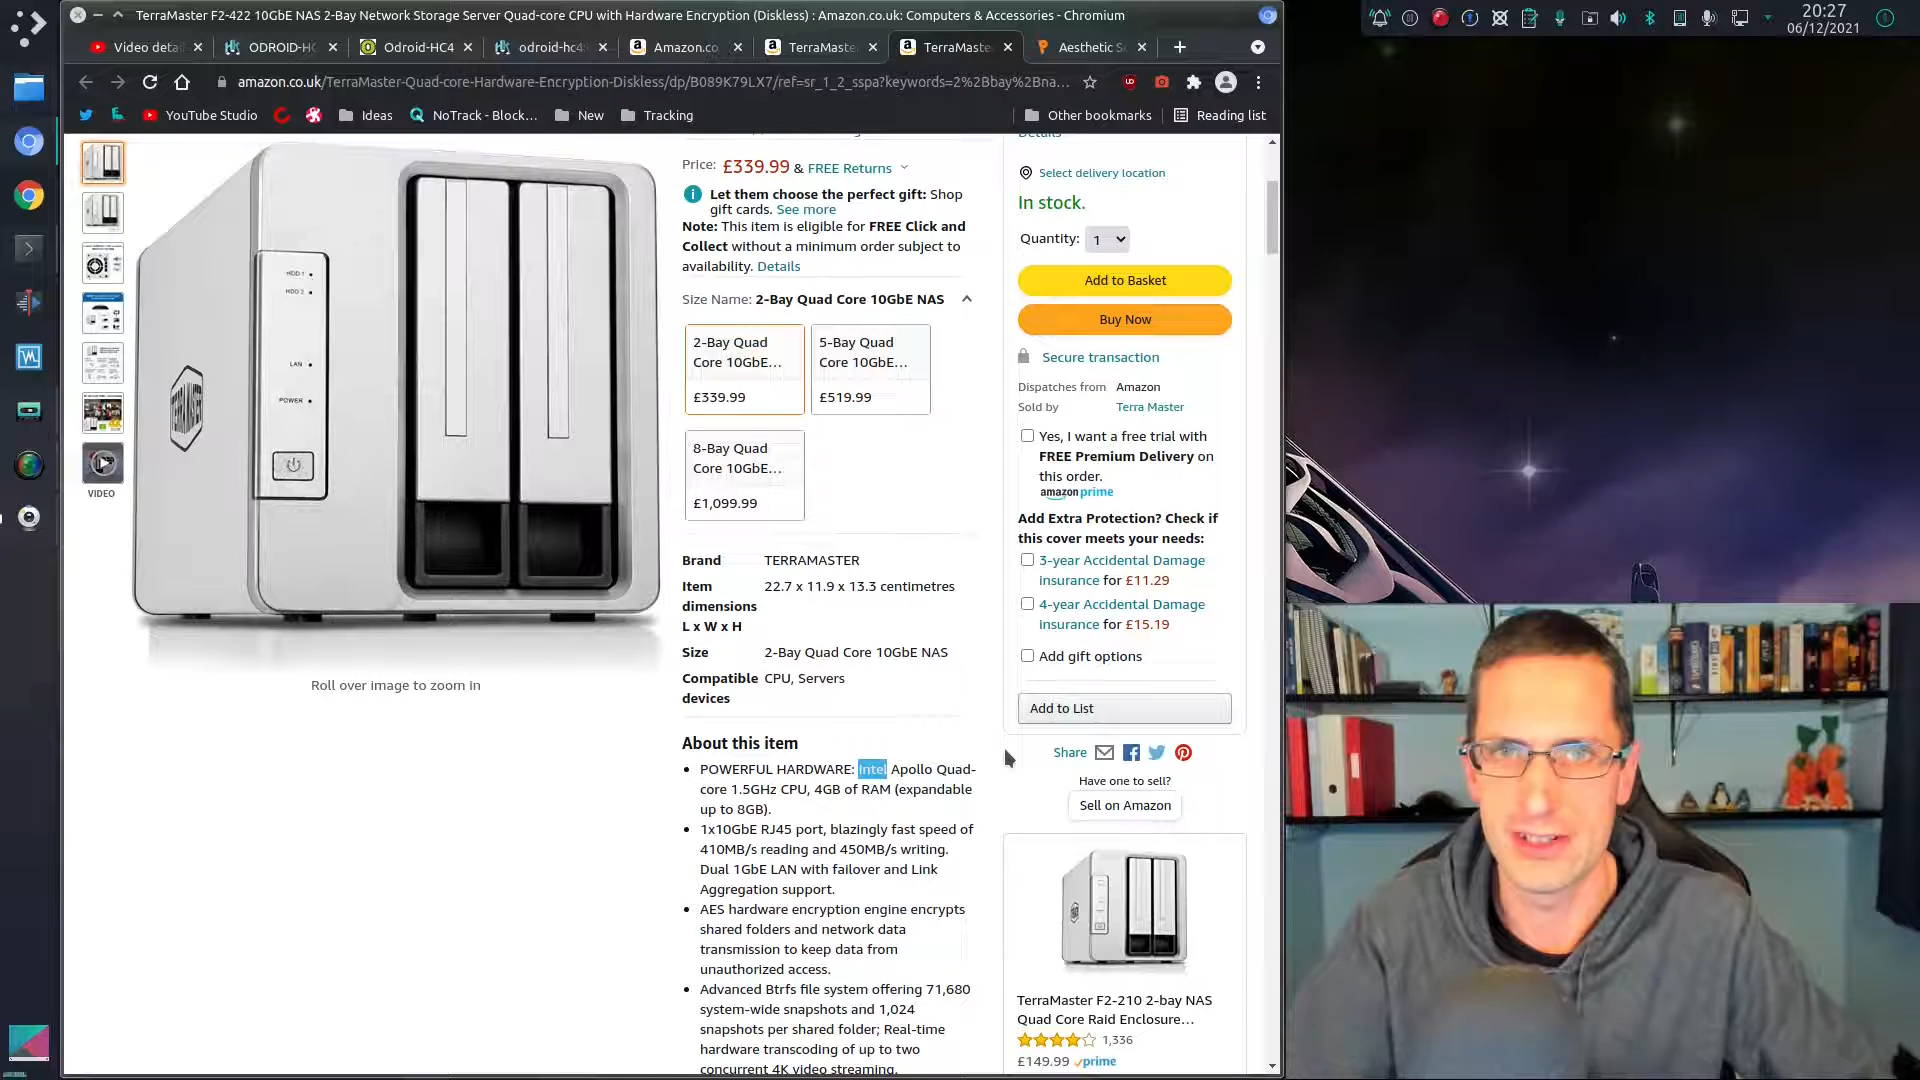 TerraMaster F2-422 10GbE NAS 2-Bay Network Storage Server Quad-core CPU with Hardware Encryption (Diskless) : Amazon.co.uk: Computers & Accessories - Chromium
20:27
06/12/2021
Video detai
ODROID-HC
Odroid-HC4
odroid-hc4
Amazon.co
TerraMaste
TerraMaste
Aesthetic S
amazon.co.uk/TerraMaster-Quad-core-Hardware-Encryption-Diskless/dp/B089K79LX7/ref=sr_1_2_sspa?keywords=2%2Bbay%2Bna...
YouTube Studio
Ideas
NoTrack - Block...
New
Tracking
Other bookmarks
Reading list
VIDEO
TERRAMASTER
HDD 1
HDD 2
LAN
POWER
Roll over image to zoom in
Price: £339.99 & FREE Returns
Let them choose the perfect gift: Shop
gift cards. See more
Note: This item is eligible for FREE Click and
Collect without a minimum order subject to
availability. Details
Size Name: 2-Bay Quad Core 10GbE NAS
2-Bay Quad
Core 10GbE...
£339.99
5-Bay Quad
Core 10GbE...
£519.99
8-Bay Quad
Core 10GbE...
£1,099.99
Brand TERRAMASTER
Item 22.7 x 11.9 x 13.3 centimetres
dimensions
L x W x H
Size 2-Bay Quad Core 10GbE NAS
Compatible CPU, Servers
devices
About this item
POWERFUL HARDWARE: Intel Apollo Quad-
core 1.5GHz CPU, 4GB of RAM (expandable
up to 8GB).
1x10GbE RJ45 port, blazingly fast speed of
410MB/s reading and 450MB/s writing.
Dual 1GbE LAN with failover and Link
Aggregation support.
AES hardware encryption engine encrypts
shared folders and network data
transmission to keep data from
unauthorized access.
Advanced Btrfs file system offering 71,680
system-wide snapshots and 1,024
snapshots per shared folder; Real-time
hardware transcoding of up to two
concurrent 4K video streaming.
Details
Select delivery location
In stock.
Quantity: 1
Add to Basket
Buy Now
Secure transaction
Dispatches from Amazon
Sold by Terra Master
Yes, I want a free trial with
FREE Premium Delivery on
this order.
amazon prime
Add Extra Protection? Check if
this cover meets your needs:
3-year Accidental Damage
insurance for £11.29
4-year Accidental Damage
insurance for £15.19
Add gift options
Add to List
Share
Have one to sell?
Sell on Amazon
TerraMaster F2-210 2-bay NAS
Quad Core Raid Enclosure...
1,336
£149.99 prime